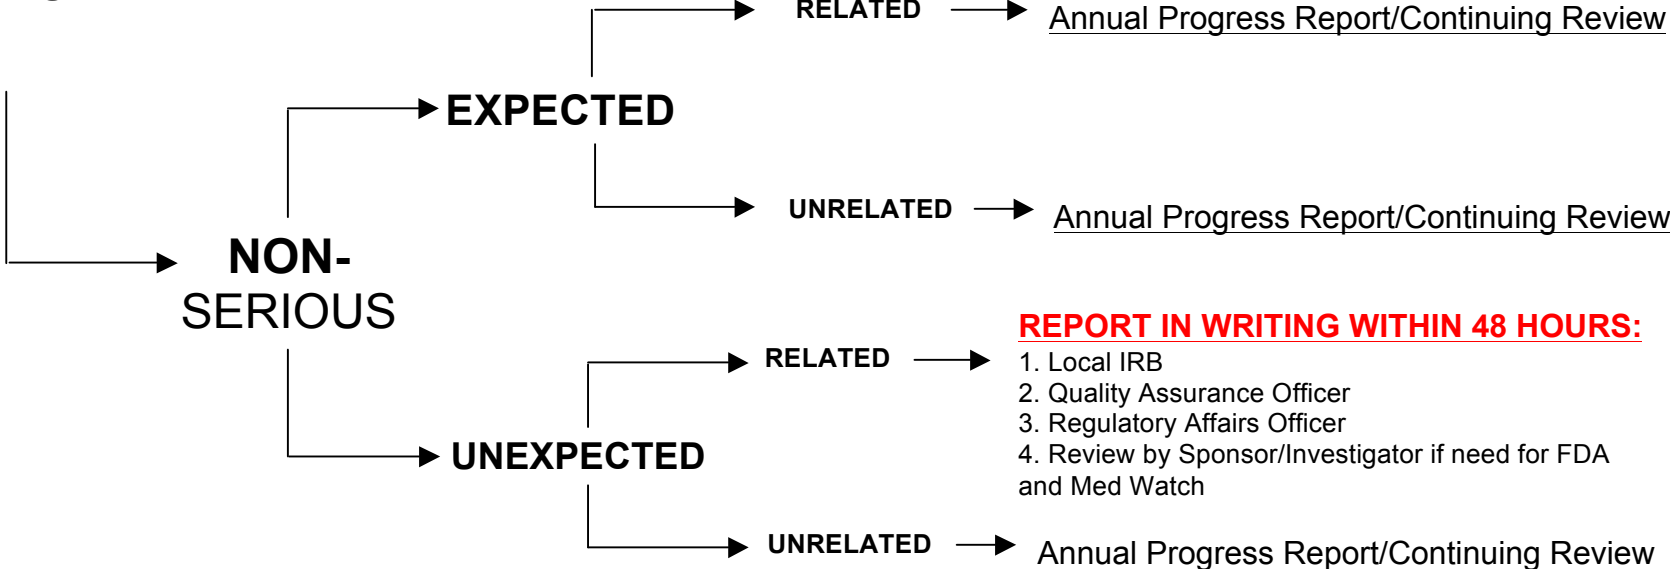 RELATED
Annual Progress Report/Continuing Review
EXPECTED
UNRELATED
Annual Progress Report/Continuing Review
NON-
SERIOUS
REPORT IN WRITING WITHIN 48 HOURS:
RELATED
1. Local IRB
2. Quality Assurance Officer
3. Regulatory Affairs Officer
4. Review by Sponsor/Investigator if need for FDA
and Med Watch
UNEXPECTED
UNRELATED
Annual Progress Report/Continuing Review